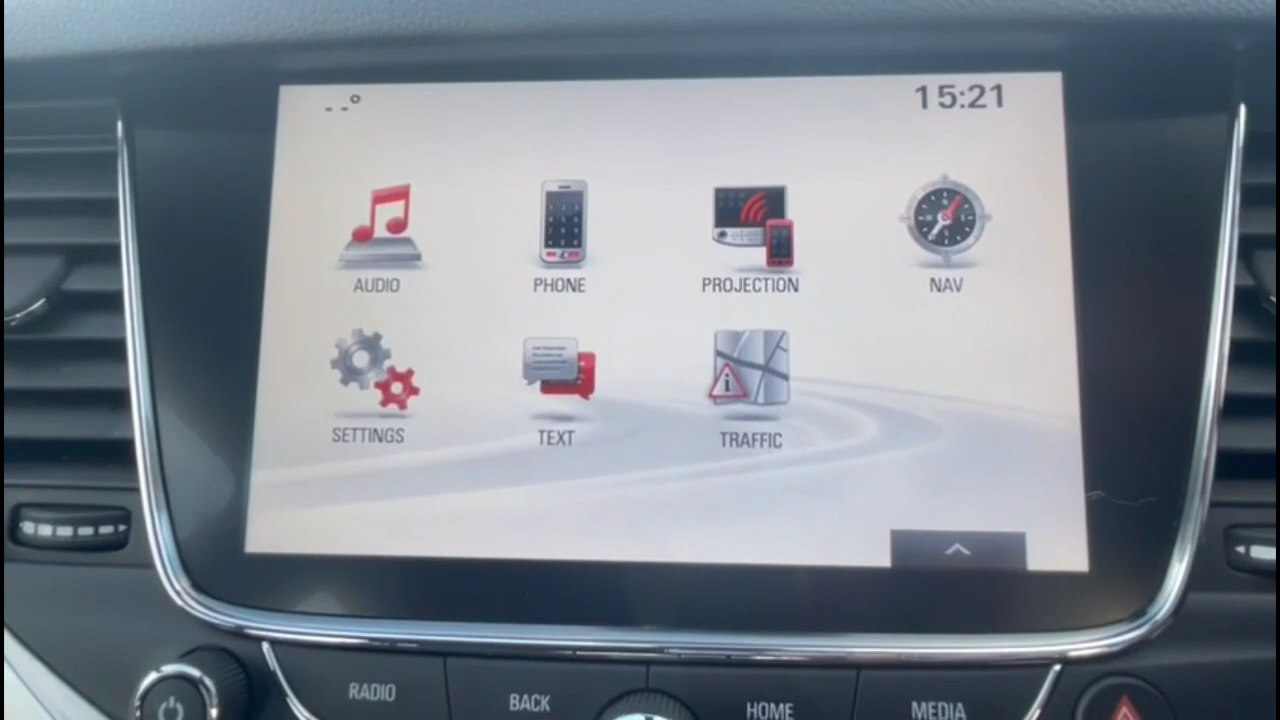 --°
15:21
AUDIO
PHONE
PROJECTION
NAV
SETTINGS
TEXT
TRAFFIC
RADIO
BACK
HOME
MEDIA